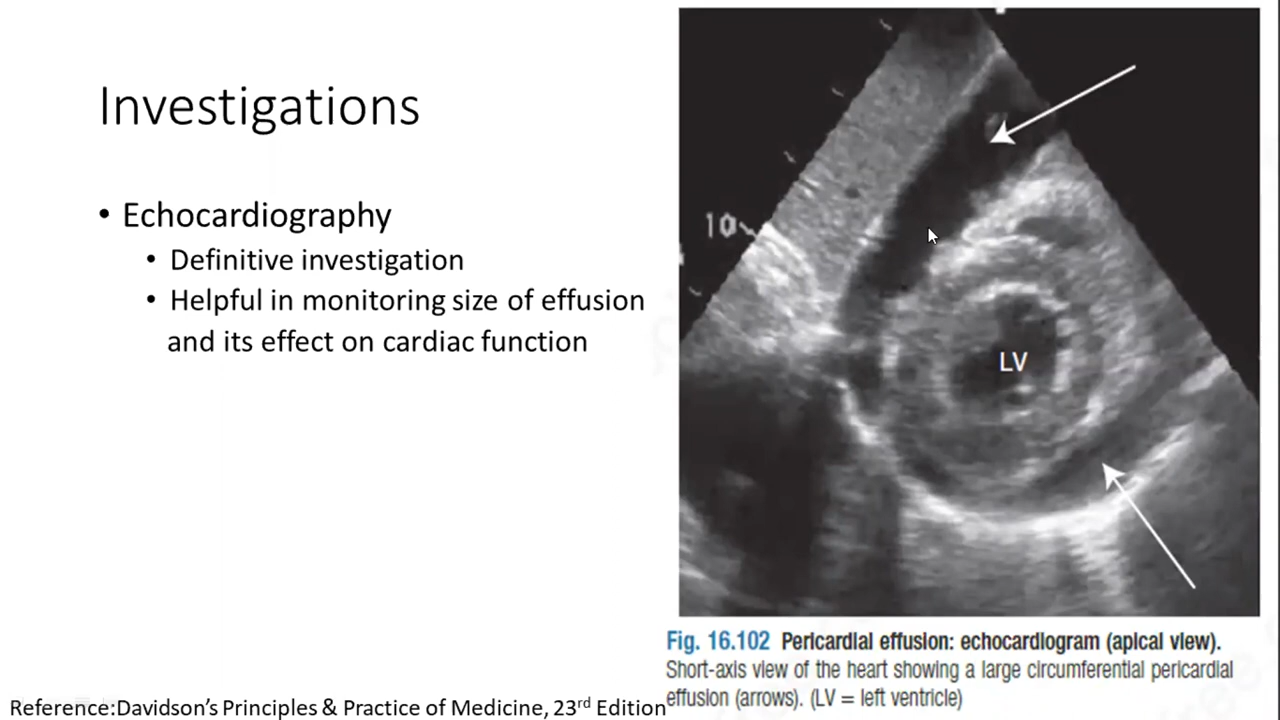 Investigations
• Echocardiography
• Definitive investigation
• Helpful in monitoring size of effusion
and its effect on cardiac function
10
LV
Fig. 16.102 Pericardial effusion: echocardiogram (apical view).
Short-axis view of the heart showing a large circumferential pericardial
effusion (arrows). (LV = left ventricle)
Reference:Davidson's Principles & Practice of Medicine, 23rd Edition